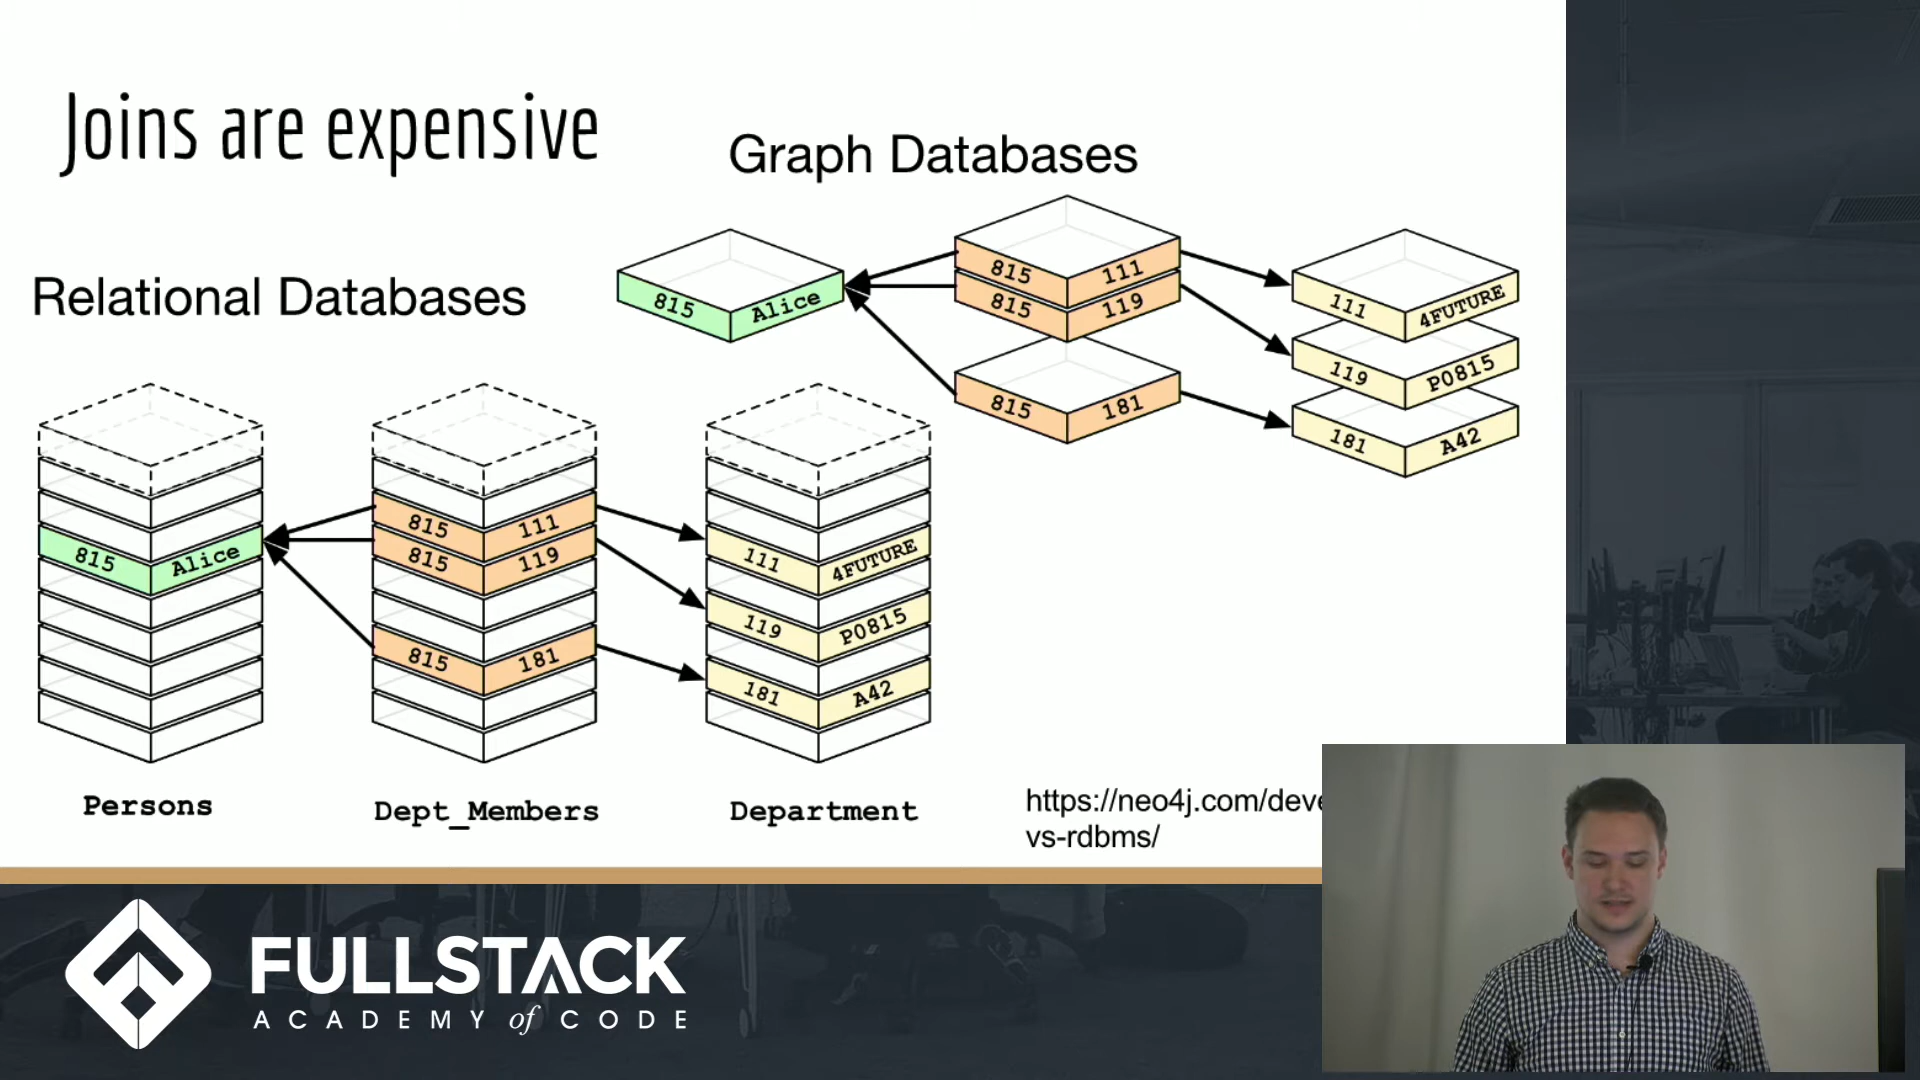 Joins are expensive
Graph Databases
815 Alice
815 111
815 119
815 181
111 4FUTURE
119 P0815
181 A42
Relational Databases
815 Alice
815 111
815 119
815 181
111 4FUTURE
119 P0815
181 A42
Persons
Dept_Members
Department
https://neo4j.com/deve
vs-rdbms/
FULLSTACK
ACADEMY of CODE